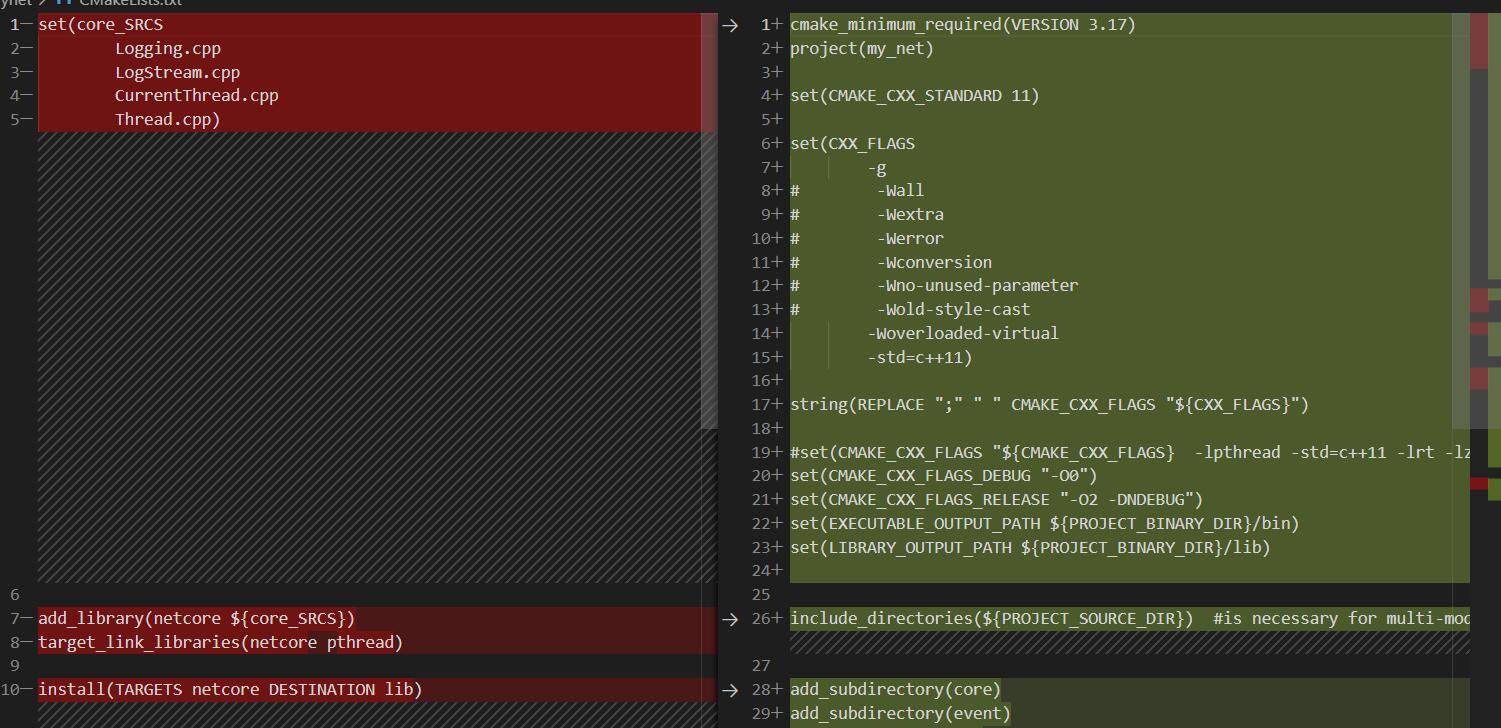 CMakeLists.txt
1— set(core_SRCS
2— Logging.cpp
3— LogStream.cpp
4— CurrentThread.cpp
5— Thread.cpp)
6
7— add_library(netcore ${core_SRCS})
8— target_link_libraries(netcore pthread)
9
10— install(TARGETS netcore DESTINATION lib)
1+ cmake_minimum_required(VERSION 3.17)
2+ project(my_net)
3+
4+ set(CMAKE_CXX_STANDARD 11)
5+
6+ set(CXX_FLAGS
7+ -g
8+ # -Wall
9+ # -Wextra
10+ # -Werror
11+ # -Wconversion
12+ # -Wno-unused-parameter
13+ # -Wold-style-cast
14+ -Woverloaded-virtual
15+ -std=c++11)
16+
17+ string(REPLACE ";" " " CMAKE_CXX_FLAGS "${CXX_FLAGS}")
18+
19+ #set(CMAKE_CXX_FLAGS "${CMAKE_CXX_FLAGS} -lpthread -std=c++11 -lrt -lz
20+ set(CMAKE_CXX_FLAGS_DEBUG "-O0")
21+ set(CMAKE_CXX_FLAGS_RELEASE "-O2 -DNDEBUG")
22+ set(EXECUTABLE_OUTPUT_PATH ${PROJECT_BINARY_DIR}/bin)
23+ set(LIBRARY_OUTPUT_PATH ${PROJECT_BINARY_DIR}/lib)
24+
25
26+ include_directories(${PROJECT_SOURCE_DIR}) #is necessary for
27
28+ add_subdirectory(core)
29+ add_subdirectory(event)